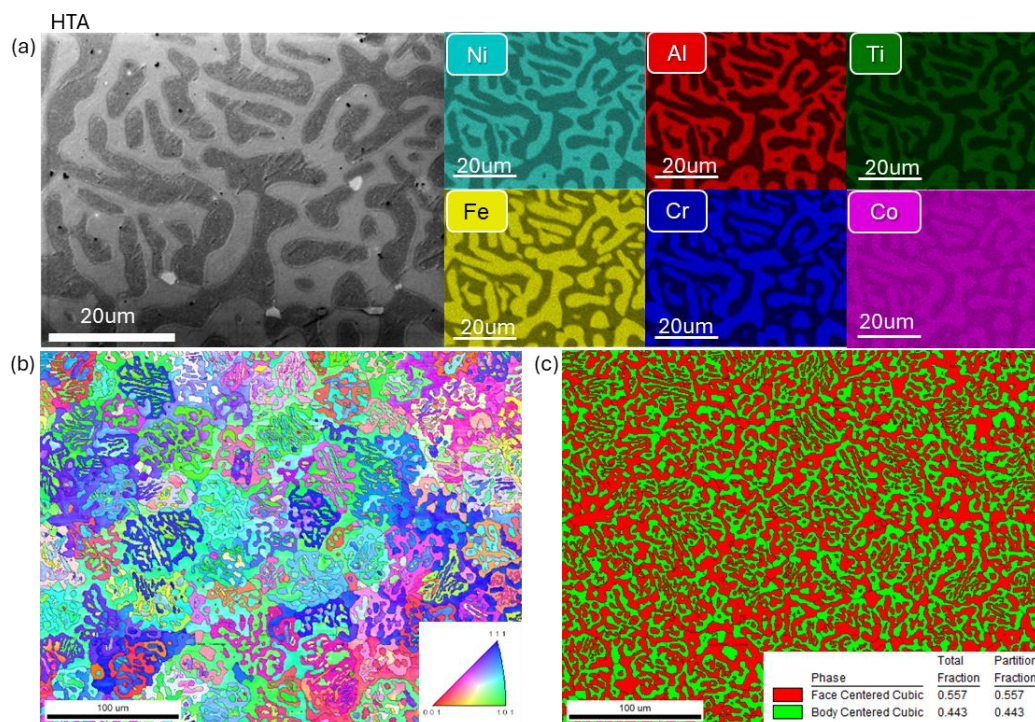 HTA
(a)
Ni
Al
Ti
20um
20um
20um
Fe
Cr
Co
20um
20um
20um
20um
(b)
(c)
1 1 1
0 0 1
1 0 1
100 um
100 um
Total Partition
Phase Fraction Fraction
Face Centered Cubic 0.557 0.557
Body Centered Cubic 0.443 0.443